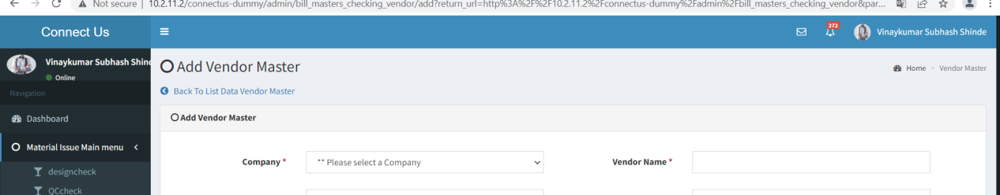 Not secure | 10.2.11.2/connectus-dummy/admin/bill_masters_checking_vendor/add?return_url=http%3A%2F%2F10.2.11.2%2Fconnectus-dummy%2Fadmin%2Fbill_masters_checking_vendor&par...
Connect Us
272
Vinaykumar Subhash Shinde
Vinaykumar Subhash Shind
Online
Add Vendor Master
Home > Vendor Master
Navigation
Back To List Data Vendor Master
Dashboard
Add Vendor Master
Material Issue Main menu
Company * ** Please select a Company Vendor Name *
designcheck
QCcheck